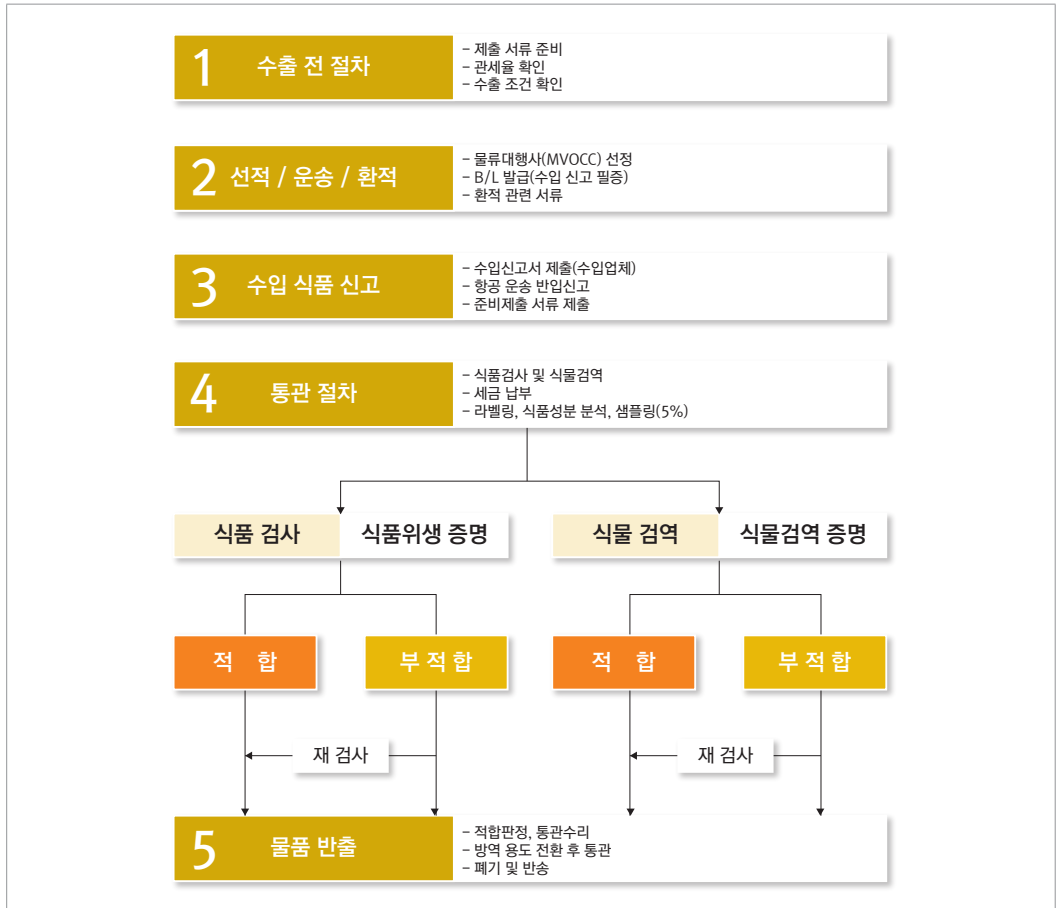 1 수출 전 절차
- 제출 서류 준비
- 관세율 확인
- 수출 조건 확인
2 선적 / 운송 / 환적
- 물류대행사(MVOCC) 선정
- B/L 발급(수입 신고 필증)
- 환적 관련 서류
3 수입 식품 신고
- 수입신고서 제출(수입업체)
- 항공 운송 반입신고
- 준비제출 서류 제출
4 통관 절차
- 식품검사 및 식물검역
- 세금 납부
- 라벨링, 식품성분 분석, 샘플링(5%)
식품 검사 식품위생 증명
식물 검역 식물검역 증명
적 합
부 적 합
적 합
부 적 합
재 검사
재 검사
5 물품 반출
- 적합판정, 통관수리
- 방역 용도 전환 후 통관
- 폐기 및 반송